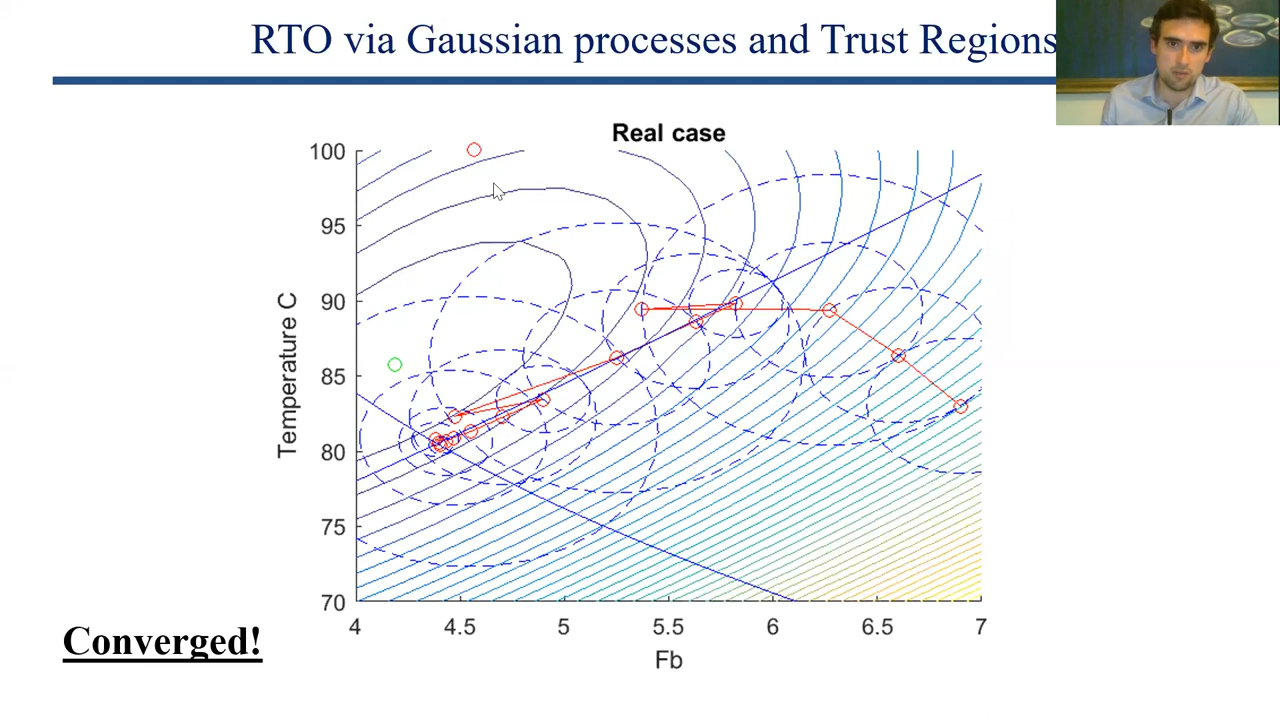 RTO via Gaussian processes and Trust Regions
Real case
100
95
90
85
80
75
70
Temperature C
4
4.5
5
5.5
6
6.5
7
Fb
Converged!